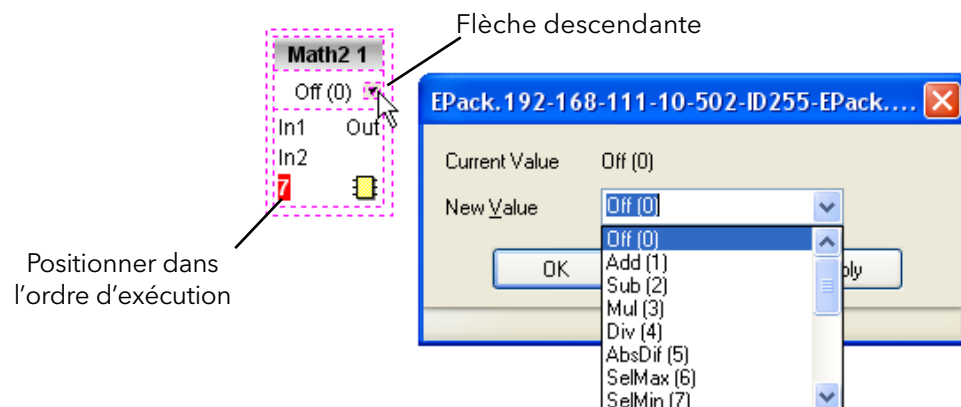 Flèche descendante
Math2 1
Off (0)
In1 Out
In2
7
Positionner dans
l'ordre d'exécution
EPack.192-168-111-10-502-ID255-EPack....
Current Value Off (0)
New Value Off (0)
Off (0)
Add (1)
Sub (2)
Mul (3)
Div (4)
AbsDif (5)
SelMax (6)
SelMin (7)
OK